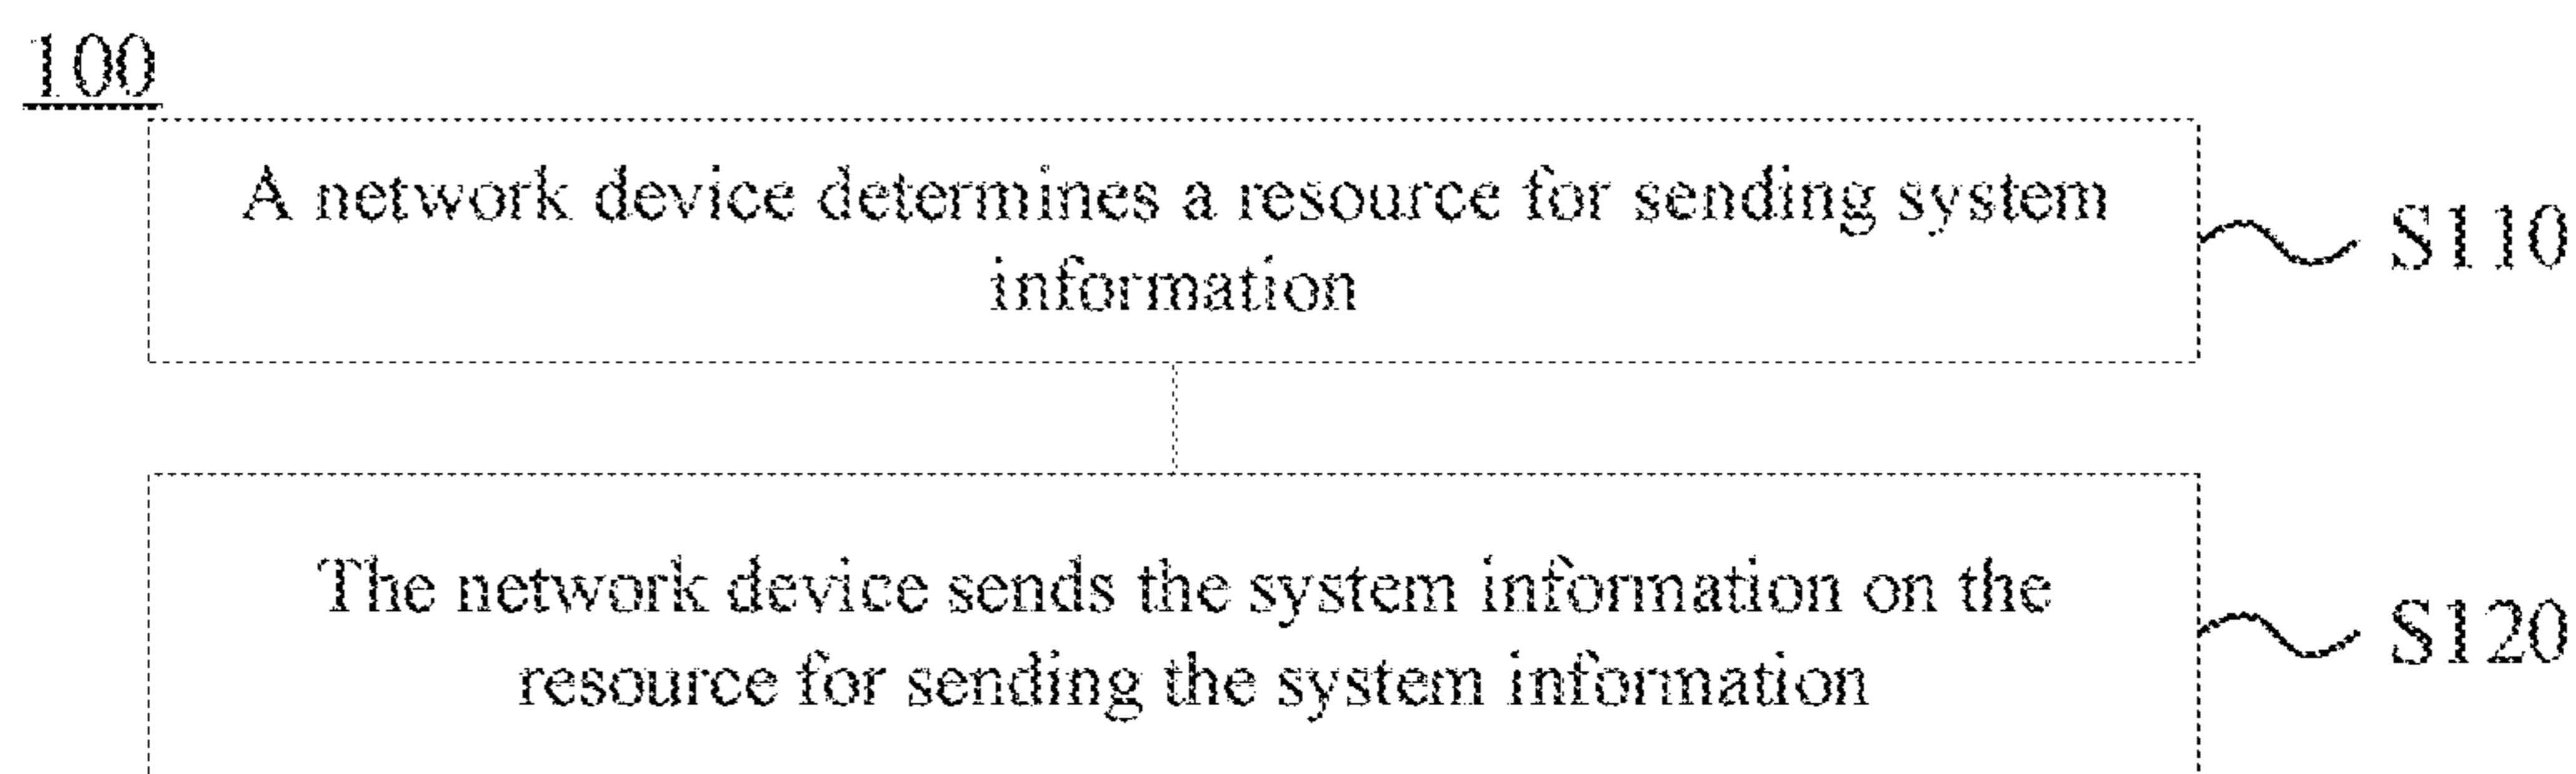 100
A network device determines a resource for sending system
information
S110
The network device sends the system information on the
resource for sending the system information
S120